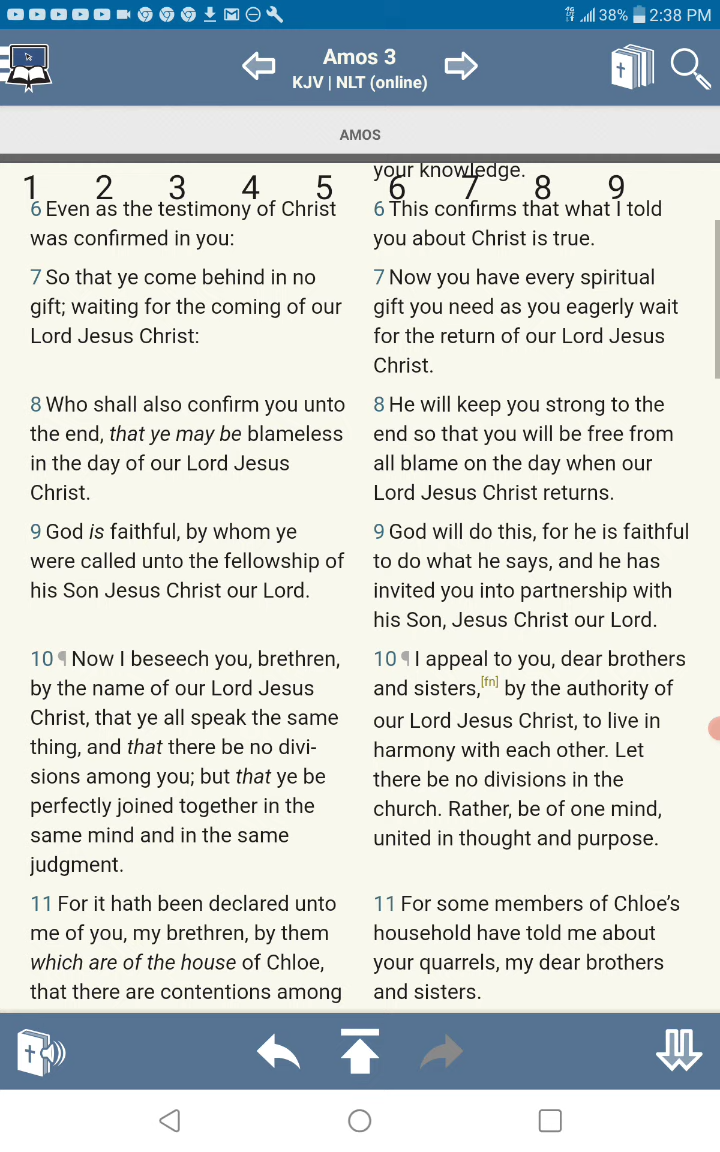 4G 38% 2:38 PM
Amos 3
KJV | NLT (online)
AMOS
1 2 3 4 5 6 7 8 9
6 Even as the testimony of Christ
was confirmed in you:
7 So that ye come behind in no
gift; waiting for the coming of our
Lord Jesus Christ:
8 Who shall also confirm you unto
the end, that ye may be blameless
in the day of our Lord Jesus
Christ.
9 God is faithful, by whom ye
were called unto the fellowship of
his Son Jesus Christ our Lord.
10 ¶ Now I beseech you, brethren,
by the name of our Lord Jesus
Christ, that ye all speak the same
thing, and that there be no divi-
sions among you; but that ye be
perfectly joined together in the
same mind and in the same
judgment.
11 For it hath been declared unto
me of you, my brethren, by them
which are of the house of Chloe,
that there are contentions among
your knowledge.
6 This confirms that what I told
you about Christ is true.
7 Now you have every spiritual
gift you need as you eagerly wait
for the return of our Lord Jesus
Christ.
8 He will keep you strong to the
end so that you will be free from
all blame on the day when our
Lord Jesus Christ returns.
9 God will do this, for he is faithful
to do what he says, and he has
invited you into partnership with
his Son, Jesus Christ our Lord.
10 ¶ I appeal to you, dear brothers
and sisters,[fn] by the authority of
our Lord Jesus Christ, to live in
harmony with each other. Let
there be no divisions in the
church. Rather, be of one mind,
united in thought and purpose.
11 For some members of Chloe’s
household have told me about
your quarrels, my dear brothers
and sisters.